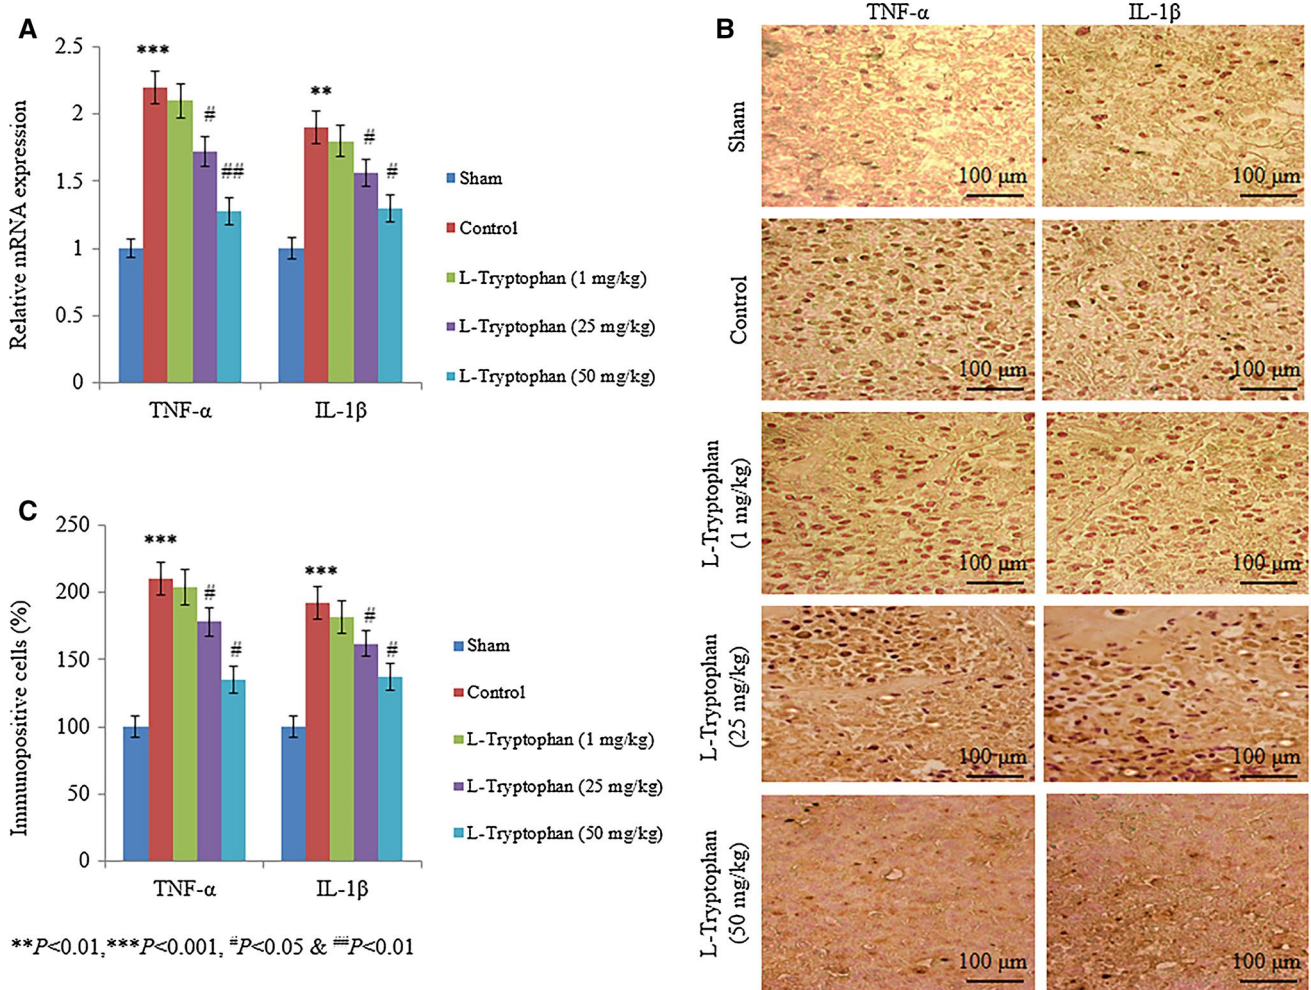 A
Relative mRNA expression
2.5
2
1.5
1
0.5
0
***
#
##
**
#
#
TNF-α
IL-1β
Sham
Control
L-Tryptophan (1 mg/kg)
L-Tryptophan (25 mg/kg)
L-Tryptophan (50 mg/kg)
B
TNF-α
IL-1β
Sham
100 µm
100 µm
Control
100 µm
100 µm
L-Tryptophan
(1 mg/kg)
100 µm
100 µm
L-Tryptophan
(25 mg/kg)
100 µm
100 µm
L-Tryptophan
(50 mg/kg)
100 µm
100 µm
C
Immunopositive cells (%)
250
200
150
100
50
0
***
#
#
***
#
#
TNF-α
IL-1β
Sham
Control
L-Tryptophan (1 mg/kg)
L-Tryptophan (25 mg/kg)
L-Tryptophan (50 mg/kg)
**P<0.01,***P<0.001, #P<0.05 & ##P<0.01